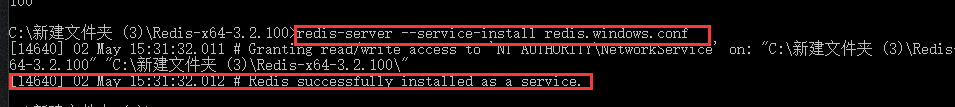 100
C:\新建文件夹 (3)\Redis-x64-3.2.100>redis-server --service-install redis.windows.conf
[14640] 02 May 15:31:32.011 # Granting read/write access to 'NT AUTHORITY\NetworkService' on: "C:\新建文件夹 (3)\Redis-x
64-3.2.100" "C:\新建文件夹 (3)\Redis-x64-3.2.100\"
[14640] 02 May 15:31:32.012 # Redis successfully installed as a service.